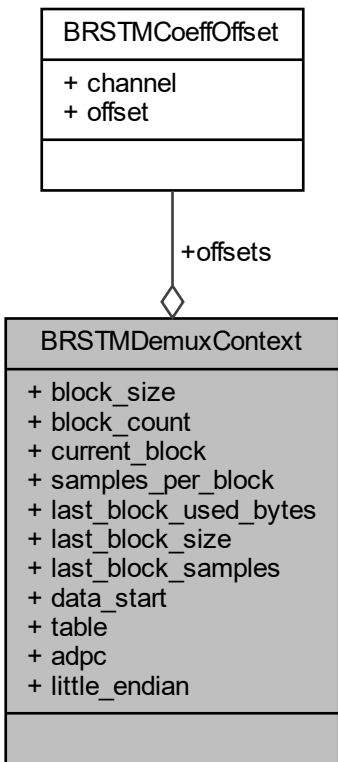 BRSTMCoeffOffset
+ channel
+ offset
+offsets
BRSTMDemuxContext
+ block_size
+ block_count
+ current_block
+ samples_per_block
+ last_block_used_bytes
+ last_block_size
+ last_block_samples
+ data_start
+ table
+ adpc
+ little_endian